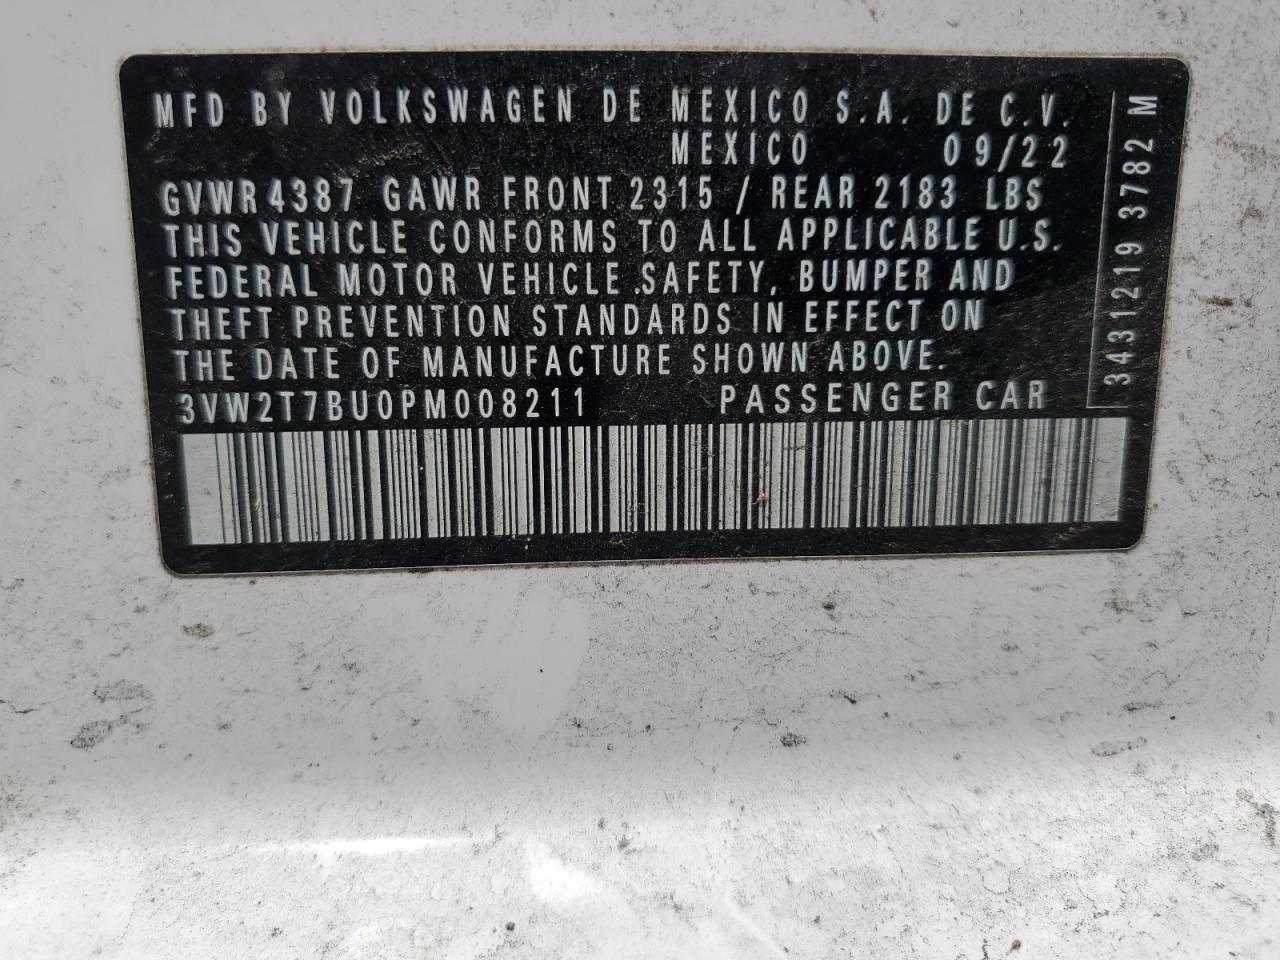 MFD BY VOLKSWAGEN DE MEXICO S.A. DE C.V.
MEXICO 09/22
GVWR 4387 GAWR FRONT 2315 / REAR 2183 LBS
THIS VEHICLE CONFORMS TO ALL APPLICABLE U.S.
FEDERAL MOTOR VEHICLE SAFETY, BUMPER AND
THEFT PREVENTION STANDARDS IN EFFECT ON
THE DATE OF MANUFACTURE SHOWN ABOVE.
3VW2T7BU0PM008211 PASSENGER CAR
3431219 3782 M